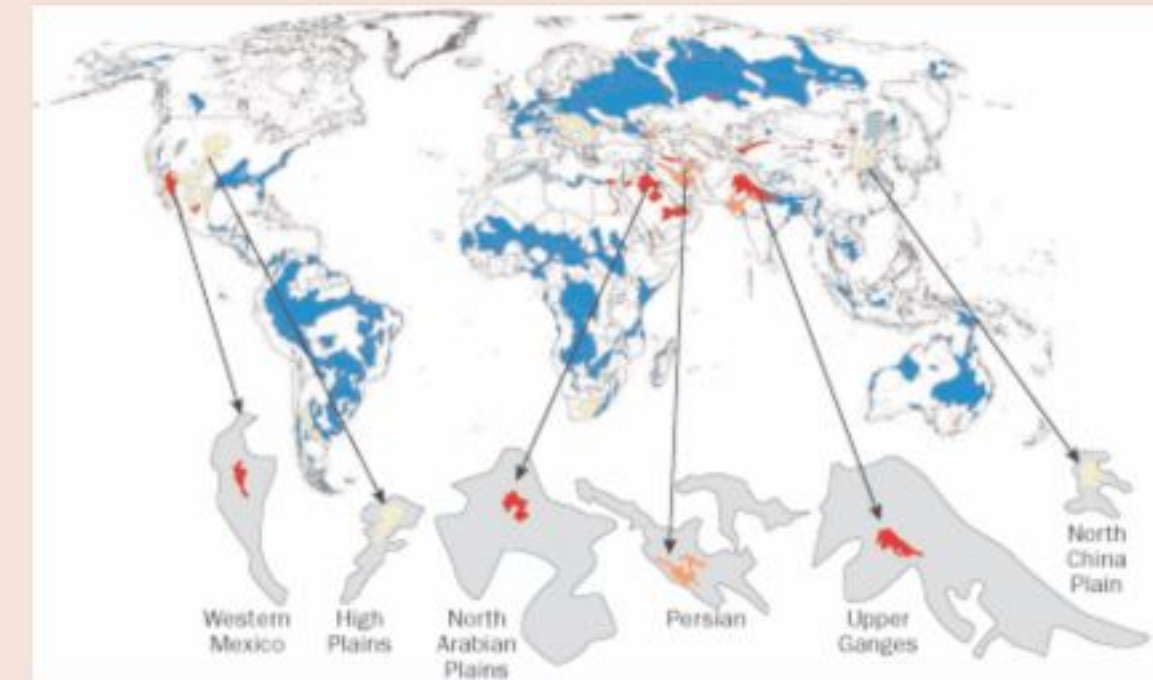 Western
Mexico
High
Plains
North
Arabian
Plains
Persian
Upper
Ganges
North
China
Plain